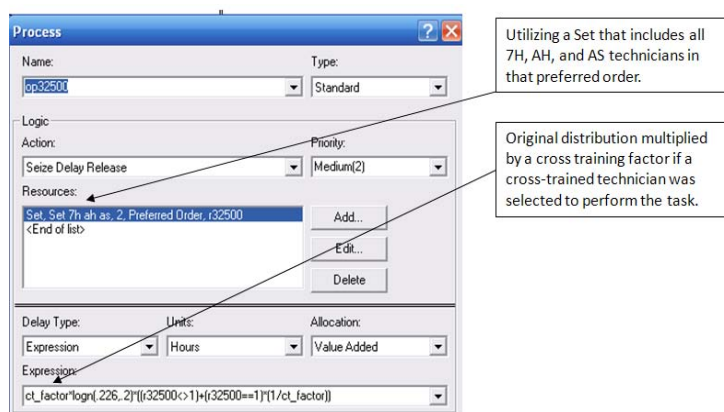 Process
Name:
Type:
op32500
Standard
Logic
Action:
Priority:
Seize Delay Release
Medium(2)
Resources:
Set, Set 7h ah as, 2, Preferred Order, r32500
<End of list>
Add...
Edit...
Delete
Delay Type:
Units:
Allocation:
Expression
Hours
Value Added
Expression:
ct_factor*logn(.226,.2)*((r32500<>1)+(r32500==1)*(1/ct_factor))
Utilizing a Set that includes all
7H, AH, and AS technicians in
that preferred order.
Original distribution multiplied
by a cross training factor if a
cross-trained technician was
selected to perform the task.